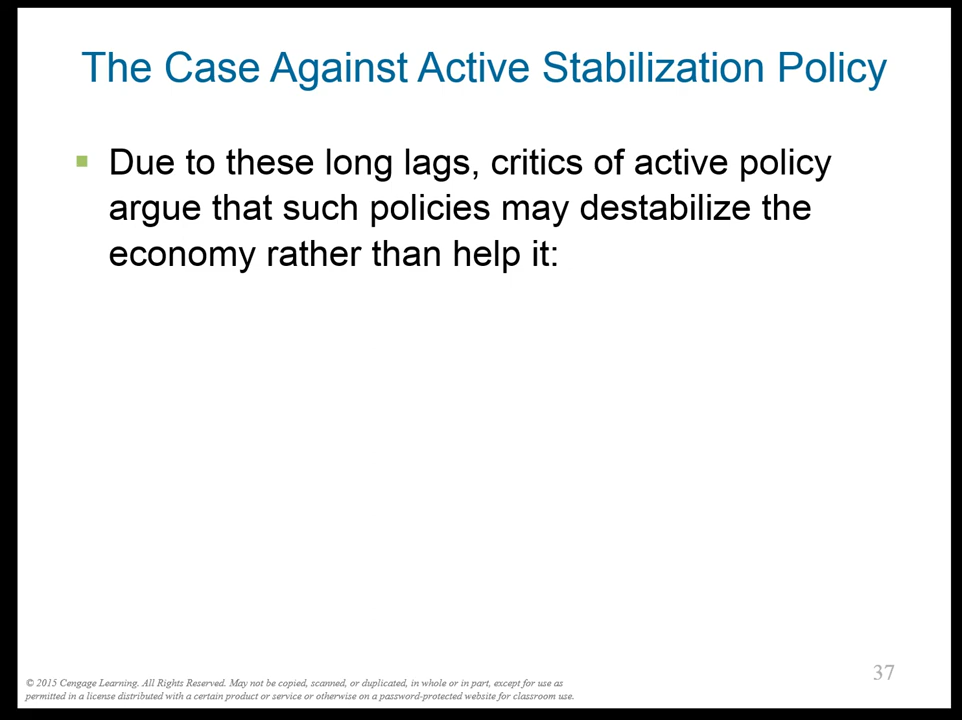 The Case Against Active Stabilization Policy
Due to these long lags, critics of active policy
argue that such policies may destabilize the
economy rather than help it:
37
© 2015 Cengage Learning. All Rights Reserved. May not be copied, scanned, or duplicated, in whole or in part, except for use as
permitted in a license distributed with a certain product or service or otherwise on a password-protected website for classroom use.